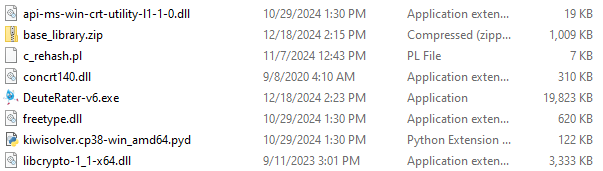 api-ms-win-crt-utility-l1-1-0.dll 10/29/2024 1:30 PM Application exten... 19 KB
base_library.zip 12/18/2024 2:15 PM Compressed (zipp... 1,009 KB
c_rehash.pl 11/7/2024 12:43 PM PL File 7 KB
concrt140.dll 9/8/2020 4:10 AM Application exten... 310 KB
DeuteRater-v6.exe 12/18/2024 2:23 PM Application 19,823 KB
freetype.dll 10/29/2024 1:30 PM Application exten... 620 KB
kiwisolver.cp38-win_amd64.pyd 10/29/2024 1:30 PM Python Extension ... 122 KB
libcrypto-1_1-x64.dll 9/11/2023 3:01 PM Application exten... 3,333 KB